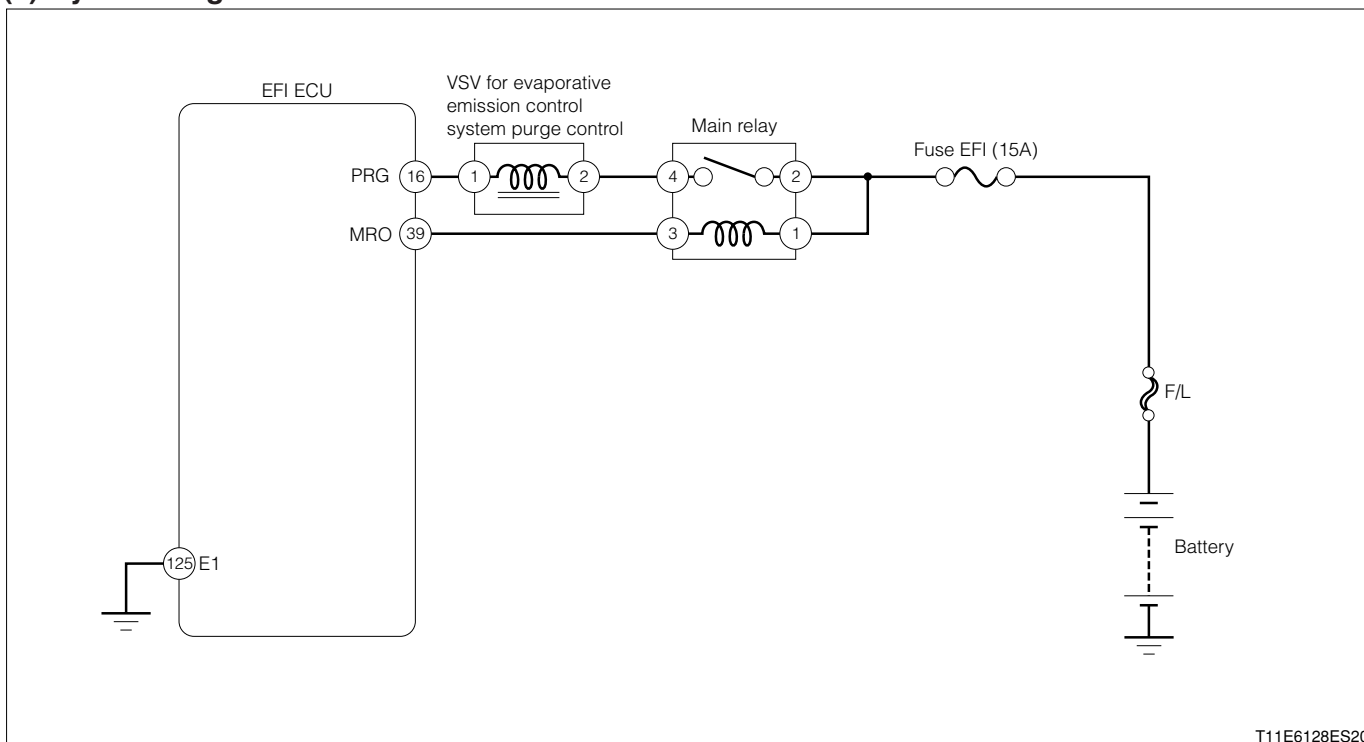 EFI ECU
VSV for evaporative
emission control
system purge control
Main relay
Fuse EFI (15A)
PRG 16 1 2 4 2
MRO 39 3 1
F/L
Battery
125 E1
T11E6128ES20